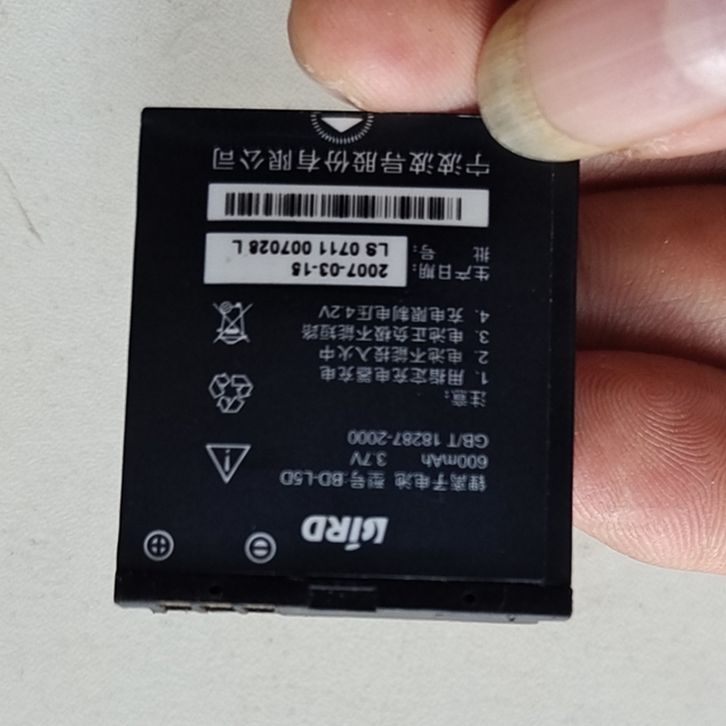 BiRD
锂离子电池 型号:BD-L5D
600mAh 3.7V
GB/T 18287-2000
注意:
1. 用指定充电器充电
2. 电池不能投入火中
3. 电池正负极不能短路
4. 充电限制电压4.2V
生产日期: 2007-03-15
批 号: LS 0711 007028 L
宁波波导股份有限公司